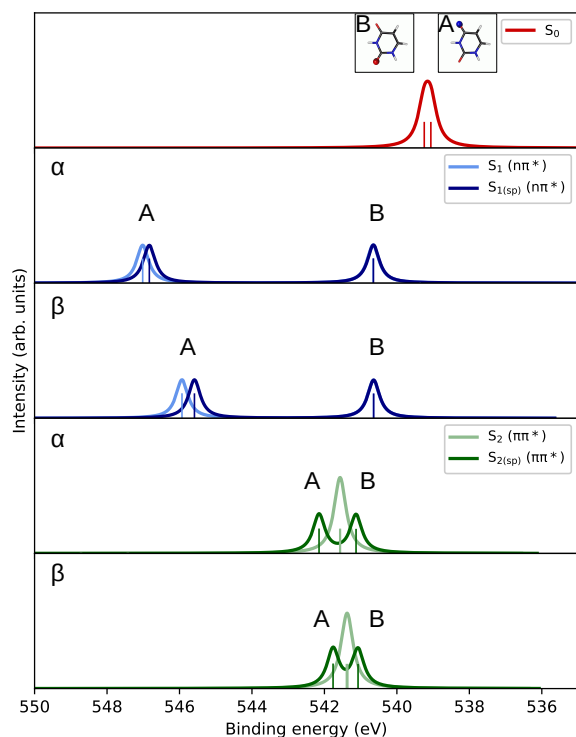 B A
S₀
α
S₁ (nπ*)
S₁₍ₛₚ₎ (nπ*)
A B
β
A B
α
S₂ (ππ*)
S₂₍ₛₚ₎ (ππ*)
A B
β
A B
Intensity (arb. units)
550 548 546 544 542 540 538 536
Binding energy (eV)